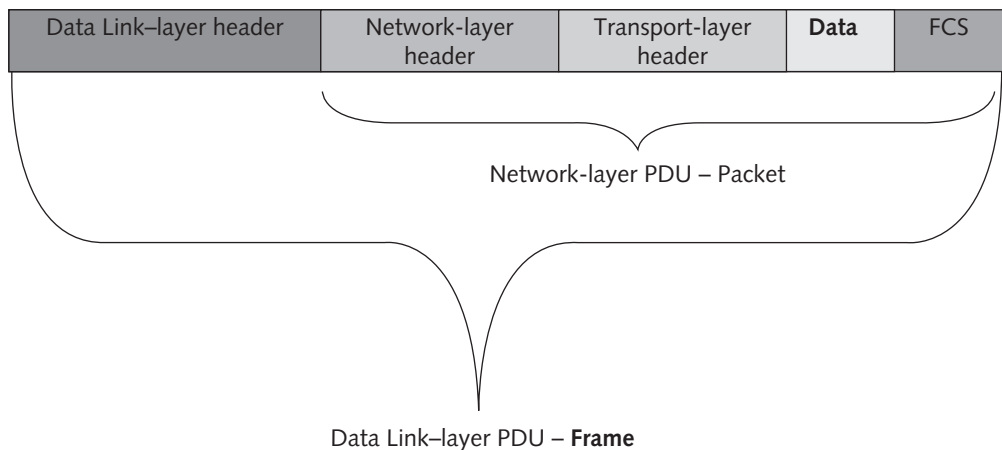 Data Link–layer header
Network-layer
header
Transport-layer
header
Data
FCS
Network-layer PDU – Packet
Data Link–layer PDU – Frame